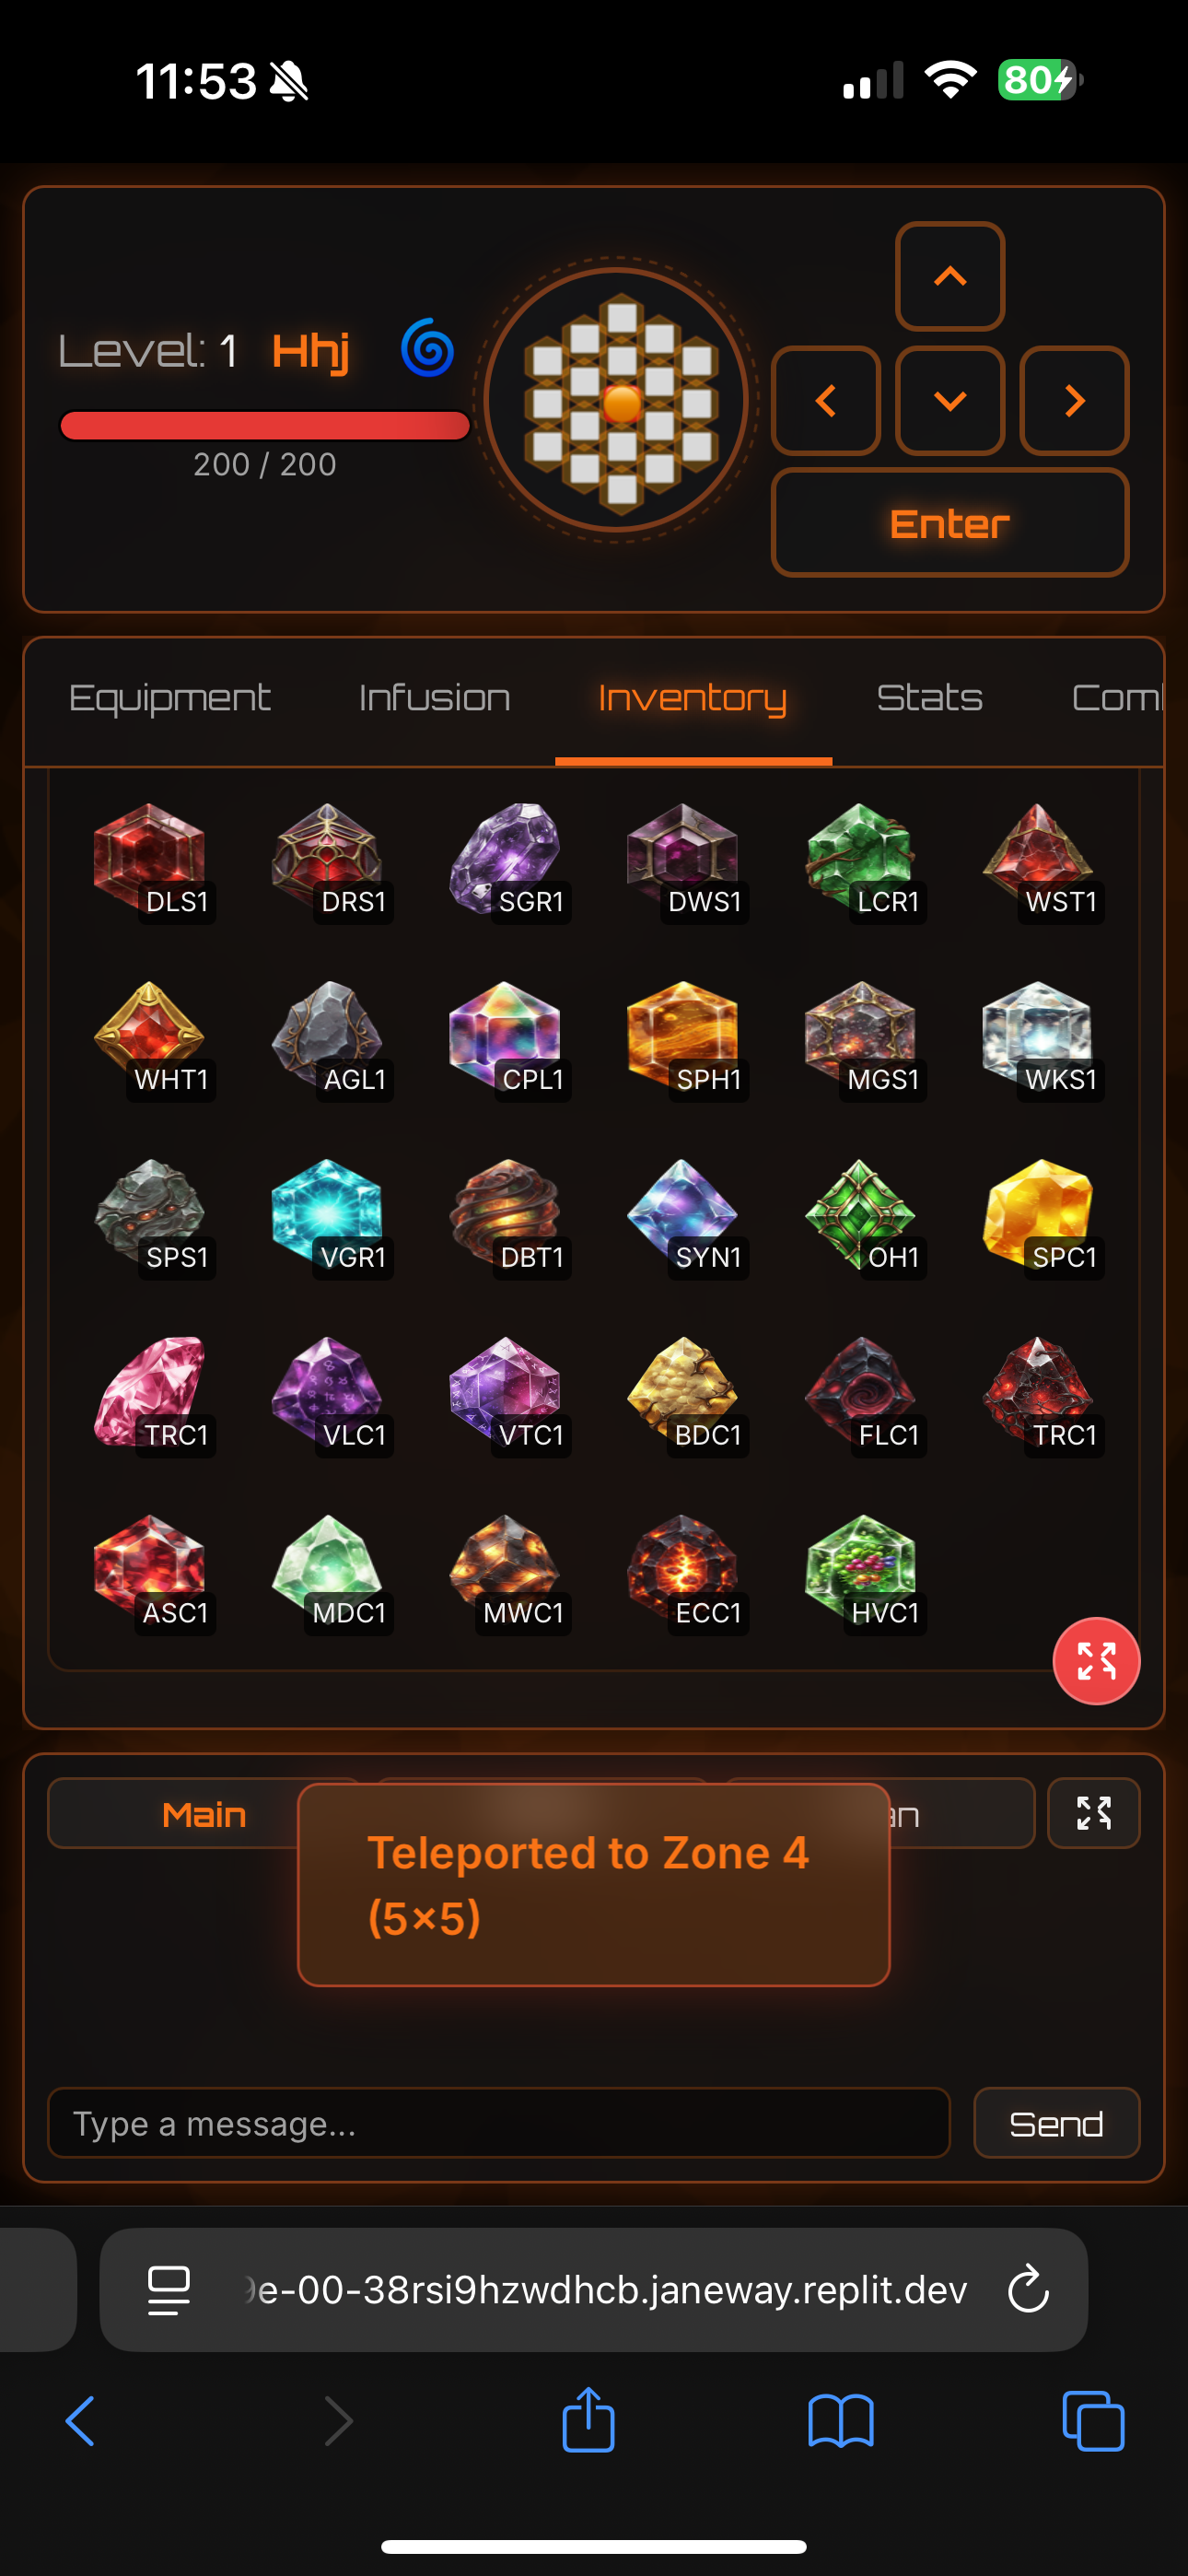 11:53
80
Level: 1 Hhj
200 / 200
Enter
Equipment Infusion Inventory Stats Com
DLS1 DRS1 SGR1 DWS1 LCR1 WST1
WHT1 AGL1 CPL1 SPH1 MGS1 WKS1
SPS1 VGR1 DBT1 SYN1 OH1 SPC1
TRC1 VLC1 VTC1 BDC1 FLC1 TRC1
ASC1 MDC1 MWC1 ECC1 HVC1
Main
Teleported to Zone 4
(5×5)
Type a message... Send
e-00-38rsi9hzwdhcb.janeway.replit.dev